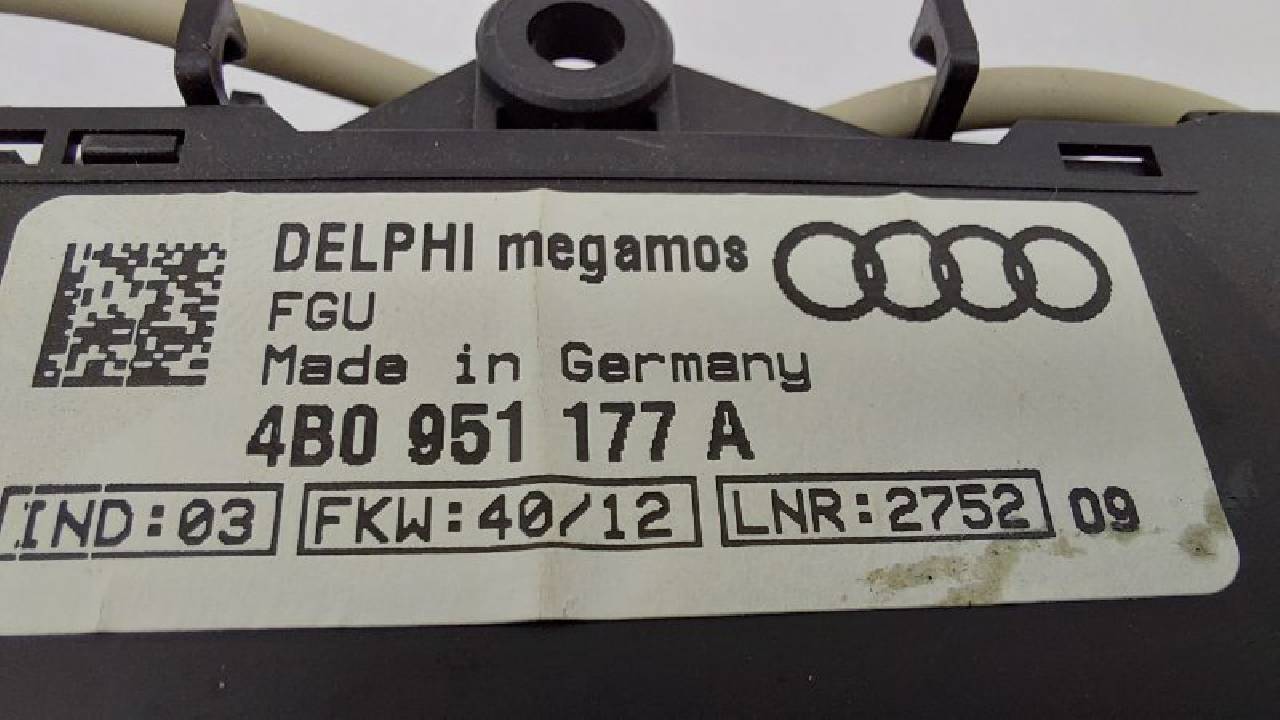 DELPHI megamos
FGU
Made in Germany
4B0 951 177 A
IND:03 FKW:40/12 LNR:2752 09